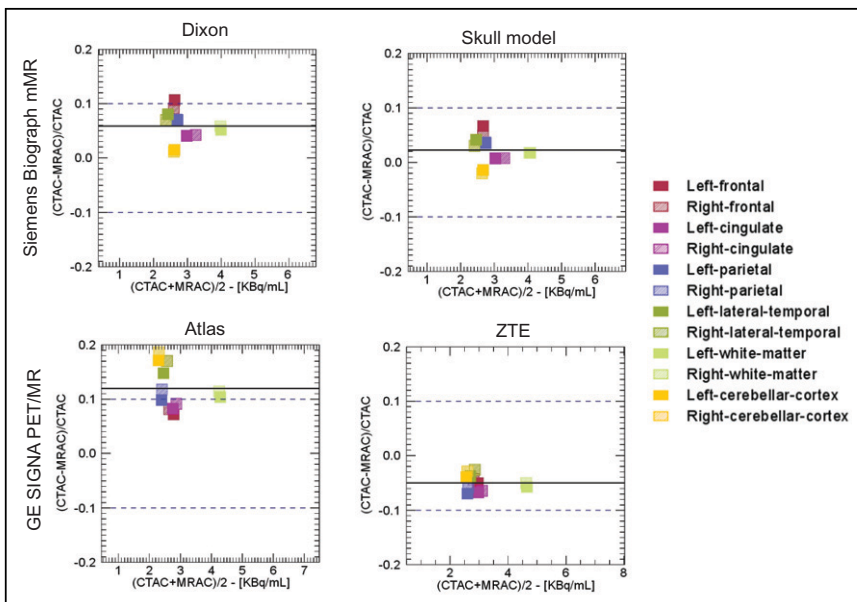 Dixon
Skull model
Siemens Biograph mMR
(CTAC-MRAC)/CTAC
0.2
0.1
0.0
-0.1
-0.2
1 2 3 4 5 6
(CTAC+MRAC)/2 - [KBq/mL]
(CTAC-MRAC)/CTAC
0.2
0.1
0.0
-0.1
-0.2
1 2 3 4 5 6
(CTAC+MRAC)/2 - [KBq/mL]
Atlas
ZTE
GE SIGNA PET/MR
(CTAC-MRAC)/CTAC
0.2
0.1
0.0
-0.1
-0.2
1 2 3 4 5 6 7
(CTAC+MRAC)/2 - [KBq/mL]
(CTAC-MRAC)/CTAC
0.2
0.1
0.0
-0.1
-0.2
2 4 6 8
(CTAC+MRAC)/2 - [KBq/mL]
Left-frontal
Right-frontal
Left-cingulate
Right-cingulate
Left-parietal
Right-parietal
Left-lateral-temporal
Right-lateral-temporal
Left-white-matter
Right-white-matter
Left-cerebellar-cortex
Right-cerebellar-cortex